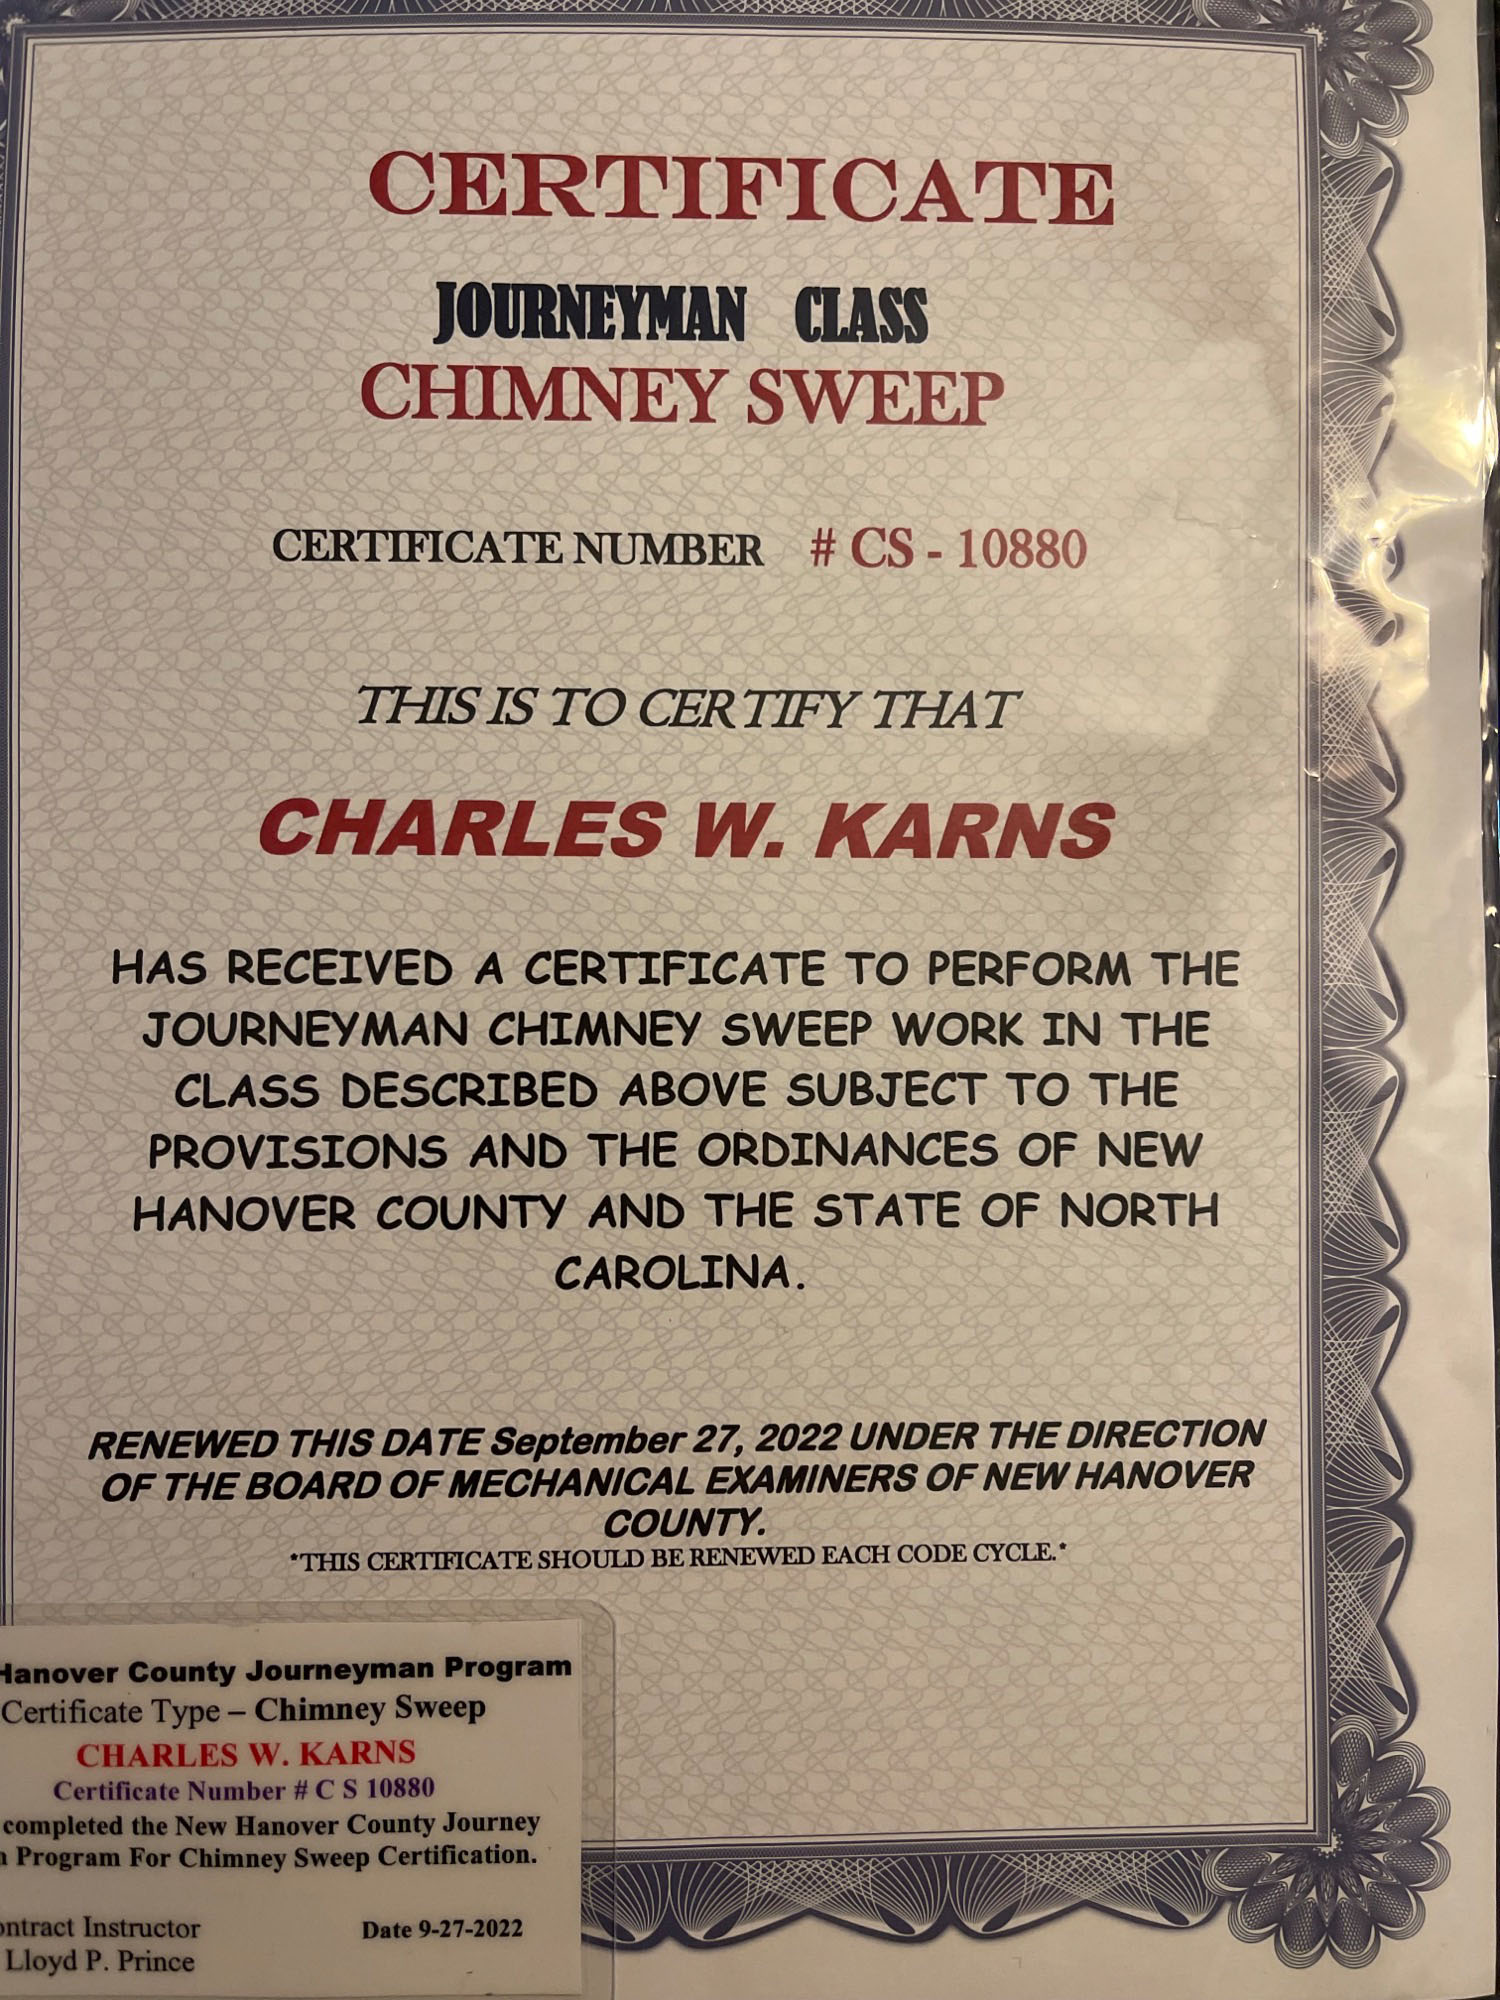 CERTIFICATE
JOURNEYMAN CLASS
CHIMNEY SWEEP
CERTIFICATE NUMBER # CS - 10880
THIS IS TO CERTIFY THAT
CHARLES W. KARNS
HAS RECEIVED A CERTIFICATE TO PERFORM THE
JOURNEYMAN CHIMNEY SWEEP WORK IN THE
CLASS DESCRIBED ABOVE SUBJECT TO THE
PROVISIONS AND THE ORDINANCES OF NEW
HANOVER COUNTY AND THE STATE OF NORTH
CAROLINA.
RENEWED THIS DATE September 27, 2022 UNDER THE DIRECTION
OF THE BOARD OF MECHANICAL EXAMINERS OF NEW HANOVER
COUNTY.
*THIS CERTIFICATE SHOULD BE RENEWED EACH CODE CYCLE.*
Hanover County Journeyman Program
Certificate Type – Chimney Sweep
CHARLES W. KARNS
Certificate Number # C S 10880
completed the New Hanover County Journey
Program For Chimney Sweep Certification.
Instructor Date 9-27-2022
Lloyd P. Prince